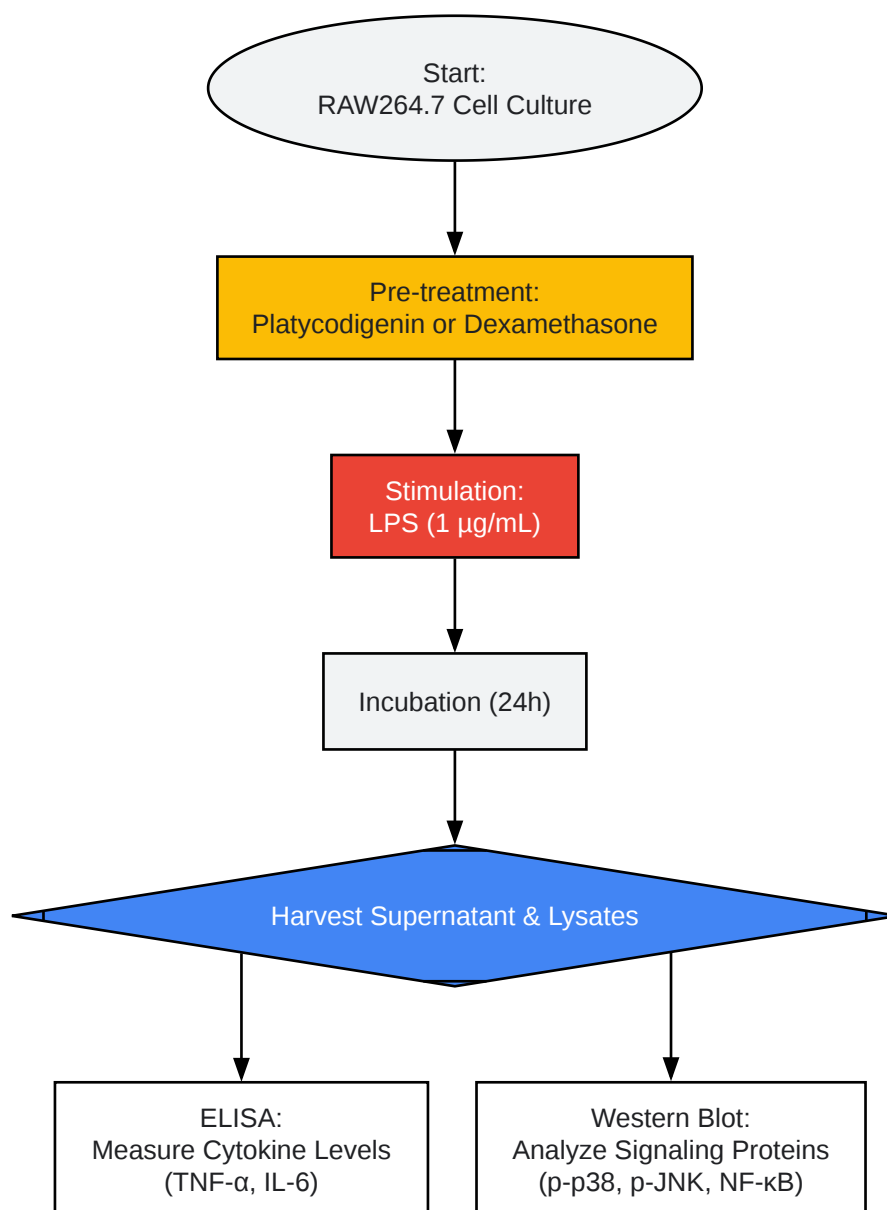 Start:
RAW264.7 Cell Culture
Pre-treatment:
Platycodigenin or Dexamethasone
Stimulation:
LPS (1 µg/mL)
Incubation (24h)
Harvest Supernatant & Lysates
ELISA:
Measure Cytokine Levels
(TNF-α, IL-6)
Western Blot:
Analyze Signaling Proteins
(p-p38, p-JNK, NF-κB)